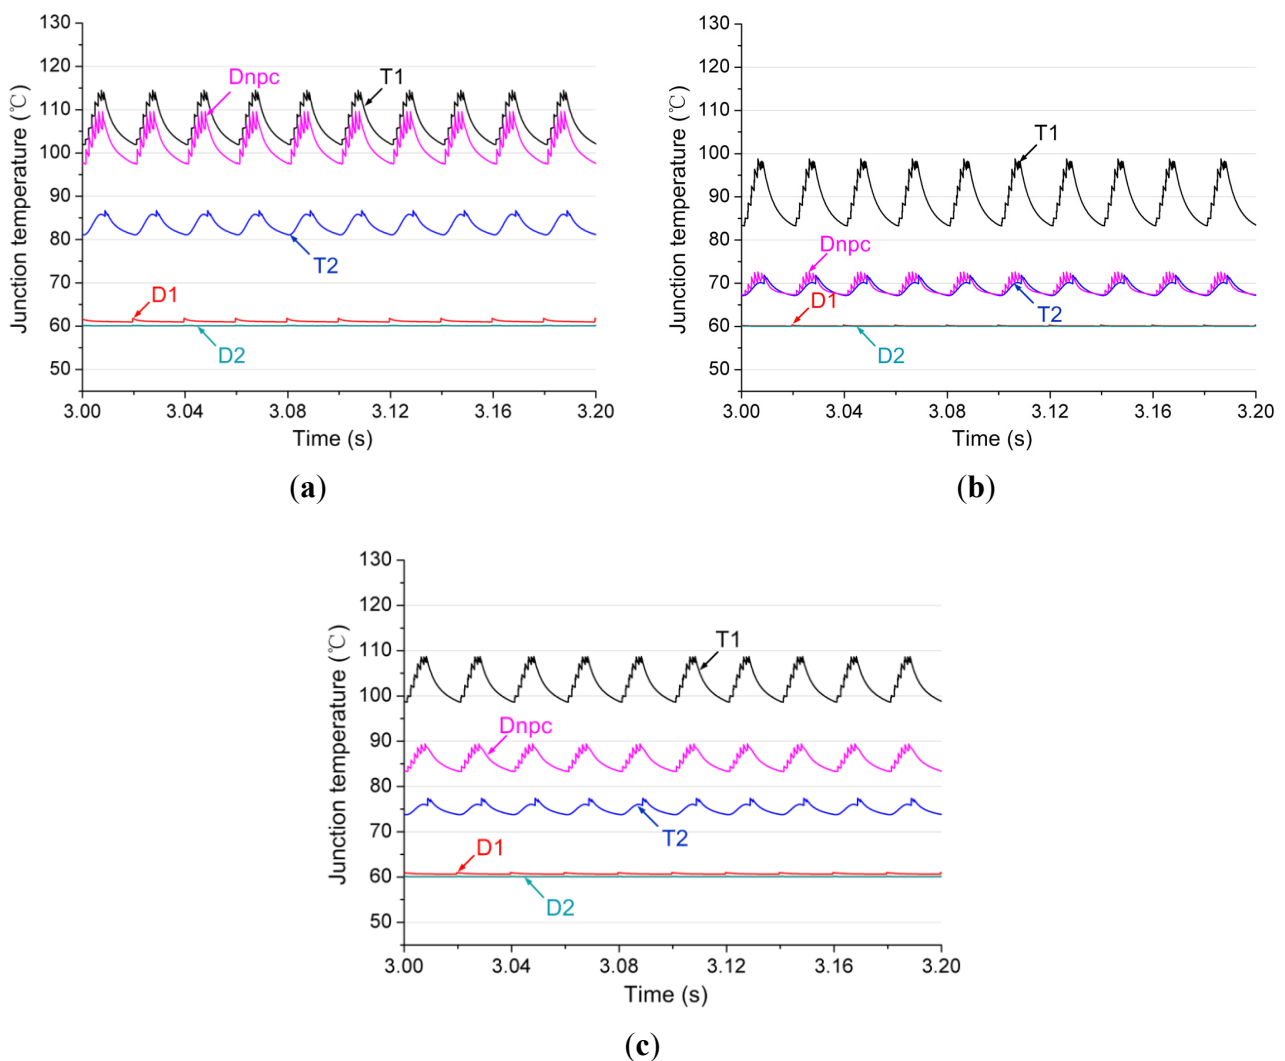 130
120
110
100
90
80
70
60
50
Junction temperature (℃)
Dnpc
T1
T2
D1
D2
3.00 3.04 3.08 3.12 3.16 3.20
Time (s)
(a)
130
120
110
100
90
80
70
60
50
Junction temperature (℃)
T1
Dnpc
D1
T2
D2
3.00 3.04 3.08 3.12 3.16 3.20
Time (s)
(b)
130
120
110
100
90
80
70
60
50
Junction temperature (℃)
T1
Dnpc
T2
D1
D2
3.00 3.04 3.08 3.12 3.16 3.20
Time (s)
(c)